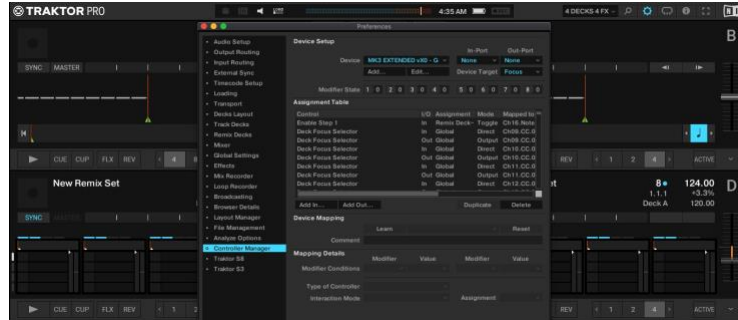 TRAKTOR PRO
4:35 AM
4 DECKS 4 FX
Preferences
B
SYNC MASTER
CUE CUP FLX REV 4 8
REV 1 2 4 ACTIVE
New Remix Set
8
124.00
D
1.1.1
+3.3%
Deck A
120.00
SYNC MASTER
CUE CUP FLX REV 1 2
REV 1 2 4 ACTIVE
Audio Setup
Output Routing
Input Routing
External Sync
Timecode Setup
Loading
Transport
Decks Layout
Track Decks
Remix Decks
Mixer
Global Settings
Effects
Mix Recorder
Loop Recorder
Broadcasting
Browser Details
Layout Manager
File Management
Analyze Options
Controller Manager
Traktor S8
Traktor S3
Device Setup
In-Port Out-Port
Device MK3 EXTENDED vX0 - G None None
Add... Edit... Device Target Focus
Modifier State 1 0 2 0 3 0 4 0 5 0 6 0 7 0 8 0
Assignment Table
Control I/O Assignment Mode Mapped to
Enable Step 1 In Remix Deck- Toggle Ch16.Note
Deck Focus Selector In Global Direct Ch09.CC.0
Deck Focus Selector Out Global Output Ch09.CC.0
Deck Focus Selector In Global Direct Ch10.CC.0
Deck Focus Selector Out Global Output Ch10.CC.0
Deck Focus Selector In Global Direct Ch11.CC.0
Deck Focus Selector Out Global Output Ch11.CC.0
Deck Focus Selector In Global Direct Ch12.CC.0
Add In... Add Out... Duplicate Delete
Device Mapping
Learn Reset
Comment
Mapping Details
Modifier Value Modifier Value
Modifier Conditions
Type of Controller
Interaction Mode Assignment